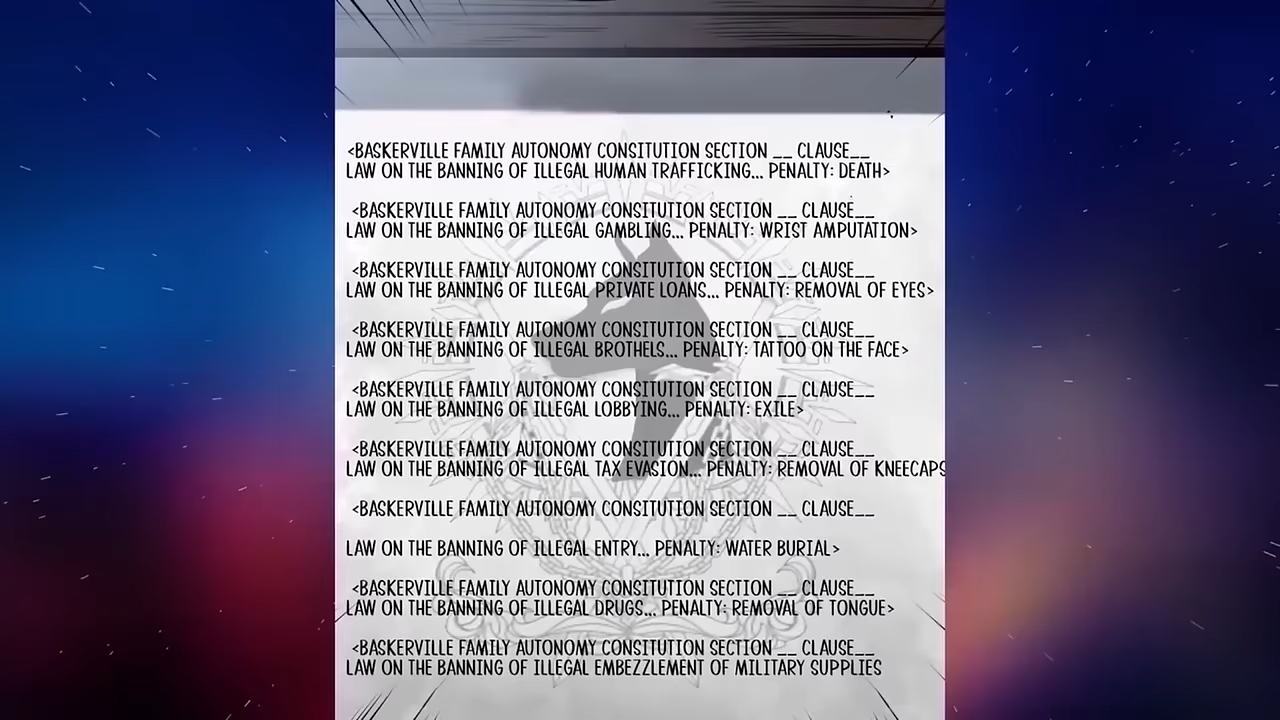 <BASKERVILLE FAMILY AUTONOMY CONSITUTION SECTION __ CLAUSE__
LAW ON THE BANNING OF ILLEGAL HUMAN TRAFFICKING... PENALTY: DEATH>
<BASKERVILLE FAMILY AUTONOMY CONSITUTION SECTION __ CLAUSE__
LAW ON THE BANNING OF ILLEGAL GAMBLING... PENALTY: WRIST AMPUTATION>
<BASKERVILLE FAMILY AUTONOMY CONSITUTION SECTION __ CLAUSE__
LAW ON THE BANNING OF ILLEGAL PRIVATE LOANS... PENALTY: REMOVAL OF EYES>
<BASKERVILLE FAMILY AUTONOMY CONSITUTION SECTION __ CLAUSE__
LAW ON THE BANNING OF ILLEGAL BROTHELS... PENALTY: TATTOO ON THE FACE>
<BASKERVILLE FAMILY AUTONOMY CONSITUTION SECTION __ CLAUSE__
LAW ON THE BANNING OF ILLEGAL LOBBYING... PENALTY: EXILE>
<BASKERVILLE FAMILY AUTONOMY CONSITUTION SECTION __ CLAUSE__
LAW ON THE BANNING OF ILLEGAL TAX EVASION... PENALTY: REMOVAL OF KNEECAPS
<BASKERVILLE FAMILY AUTONOMY CONSITUTION SECTION __ CLAUSE__
LAW ON THE BANNING OF ILLEGAL ENTRY... PENALTY: WATER BURIAL>
<BASKERVILLE FAMILY AUTONOMY CONSITUTION SECTION __ CLAUSE__
LAW ON THE BANNING OF ILLEGAL DRUGS... PENALTY: REMOVAL OF TONGUE>
<BASKERVILLE FAMILY AUTONOMY CONSITUTION SECTION __ CLAUSE__
LAW ON THE BANNING OF ILLEGAL EMBEZZLEMENT OF MILITARY SUPPLIES